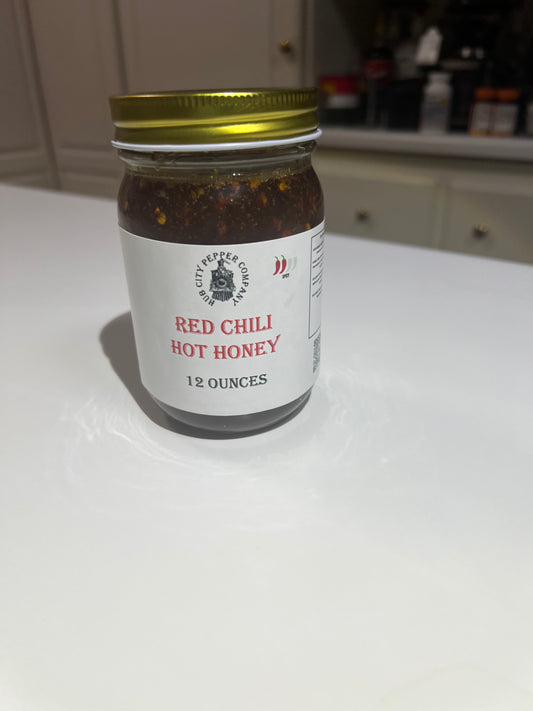 HUB CITY PEPPER COMPANY
RED CHILI
HOT HONEY
12 OUNCES